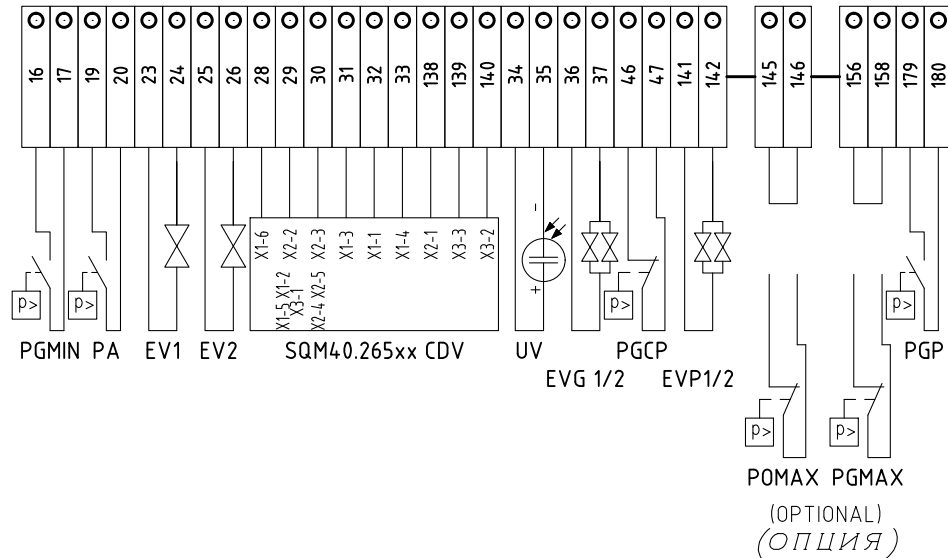 16 17 19 20 23 24 25 26 28 29 30 31 32 33 138 139 140 34 35 36 37 46 47 141 142 145 146 156 158 179 180
X1-6 X2-2 X2-3 X1-3 X1-1 X1-4 X2-1 X3-3 X3-2
X1-5 X1-2
X3-1
X2-4 X2-5
-
+
p> p> p> p>
PGMIN PA EV1 EV2 SQM40.265xx CDV UV PGCP PGP
EVG 1/2 EVP1/2
p> p>
POMAX PGMAX
(OPTIONAL)
(ОПЦИЯ)